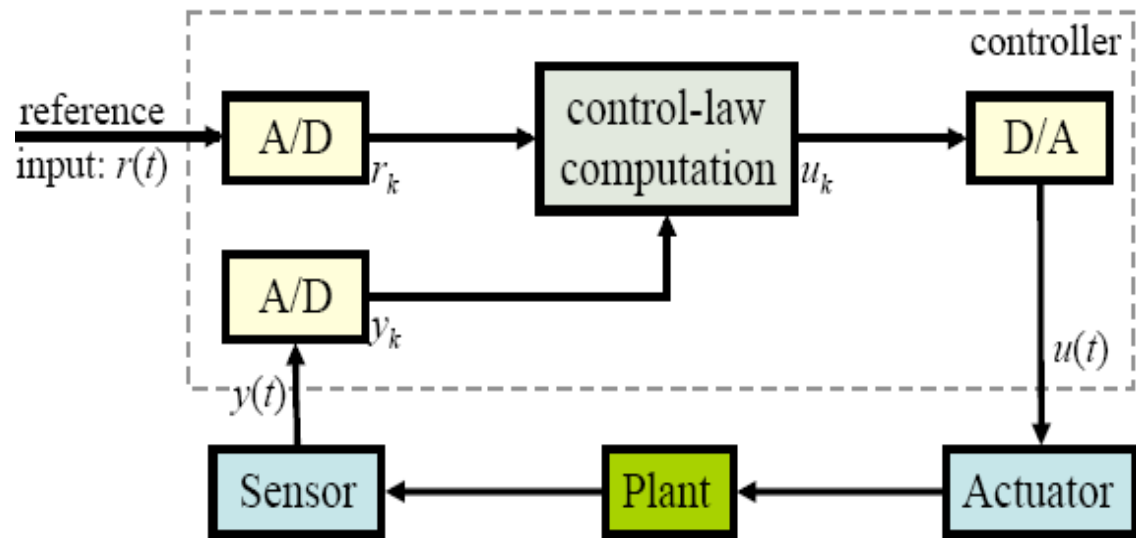 controller
reference
input: r(t)
A/D
r_k
control-law
computation
u_k
D/A
A/D
y_k
y(t)
u(t)
Sensor
Plant
Actuator